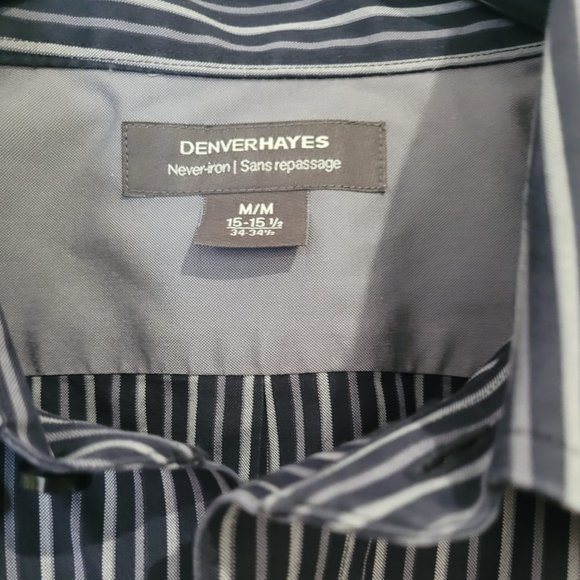 DENVERHAYES
Never-iron | Sans repassage
M/M
15-15 ½
34-34½